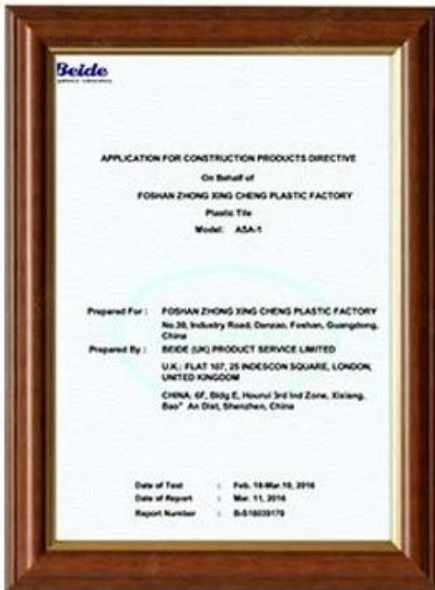 Beide
APPLICATION FOR CONSTRUCTION PRODUCTS DIRECTIVE
On Behalf of
FOSHAN ZHONG XING CHENG PLASTIC FACTORY
Plastic Tile
Model: ASA-1
Prepared For : FOSHAN ZHONG XING CHENG PLASTIC FACTORY
No.39, Industry Road, Danzao, Foshan, Guangdong,
China
Prepared By : BEIDE (UK) PRODUCT SERVICE LIMITED
U.K.: FLAT 107, 25 INDESCON SQUARE, LONDON,
UNITED KINGDOM
CHINA: 6F, Bldg E, Hourui 3rd Ind Zone, Xixiang,
Bao" An Dist, Shenzhen, China
Date of Test : Feb. 18-Mar.10, 2016
Date of Report : Mar. 11, 2016
Report Number :